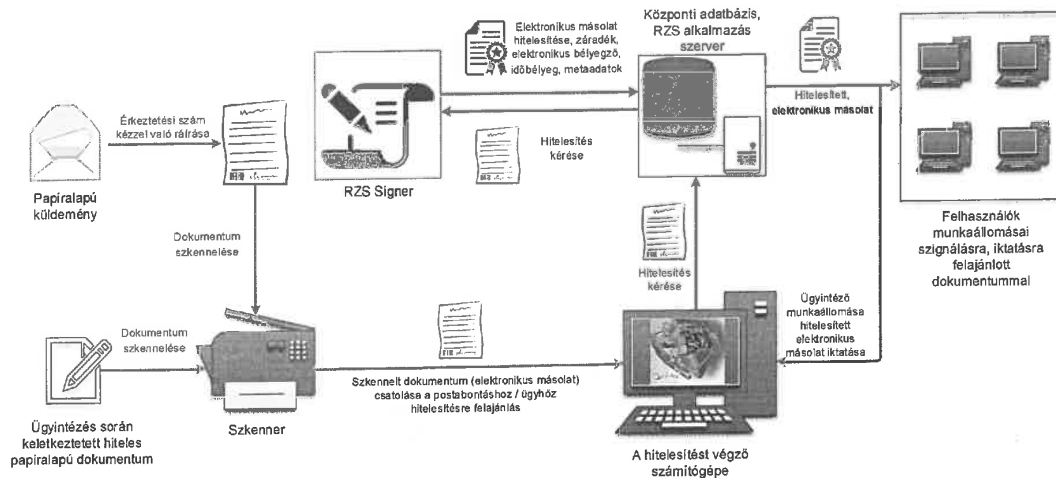 Elektronikus másolat
hitelesítése, záradék,
elektronikus bélyegző,
időbélyeg, metaadatok
Központi adatbázis,
RZS alkalmazás
szerver
Hitelesített,
elektronikus másolat
Érkeztetési szám
kézzel való ráírása
Hitelesítés
kérése
RZS Signer
Papíralapú
küldemény
Felhasználók
munkaállomásai
szignálásra, iktatásra
felajánlott
dokumentummal
Dokumentum
szkennelése
Hitelesítés
kérése
Dokumentum
szkennelése
Ügyintéző
munkaállomása
hitelesített
elektronikus
másolat iktatása
Szkennelt dokumentum (elektronikus másolat)
csatolása a postabontáshoz / ügyhöz
hitelesítésre felajánlás
Szkenner
Ügyintézés során
keletkeztetett hiteles
papíralapú dokumentum
A hitelesítést végző
számítógépe